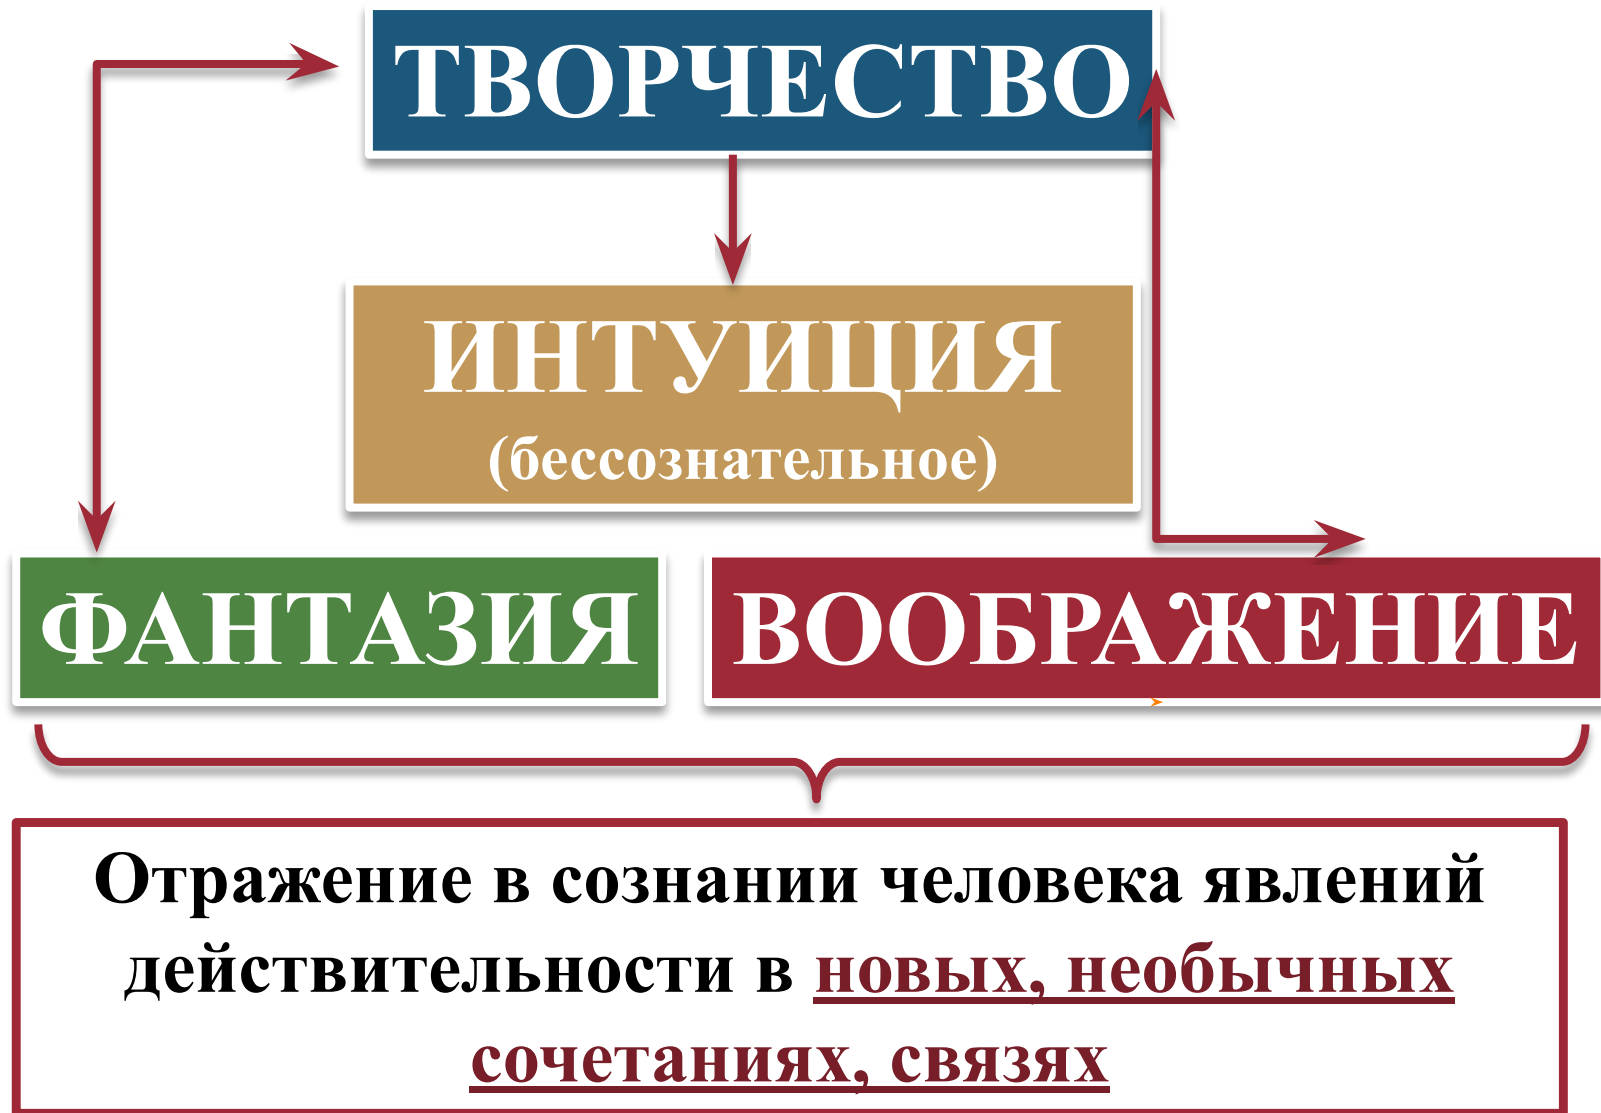 ТВОРЧЕСТВО
ИНТУИЦИЯ
(бессознательное)
ФАНТАЗИЯ
ВООБРАЖЕНИЕ
Отражение в сознании человека явлений
действительности в новых, необычных
сочетаниях, связях